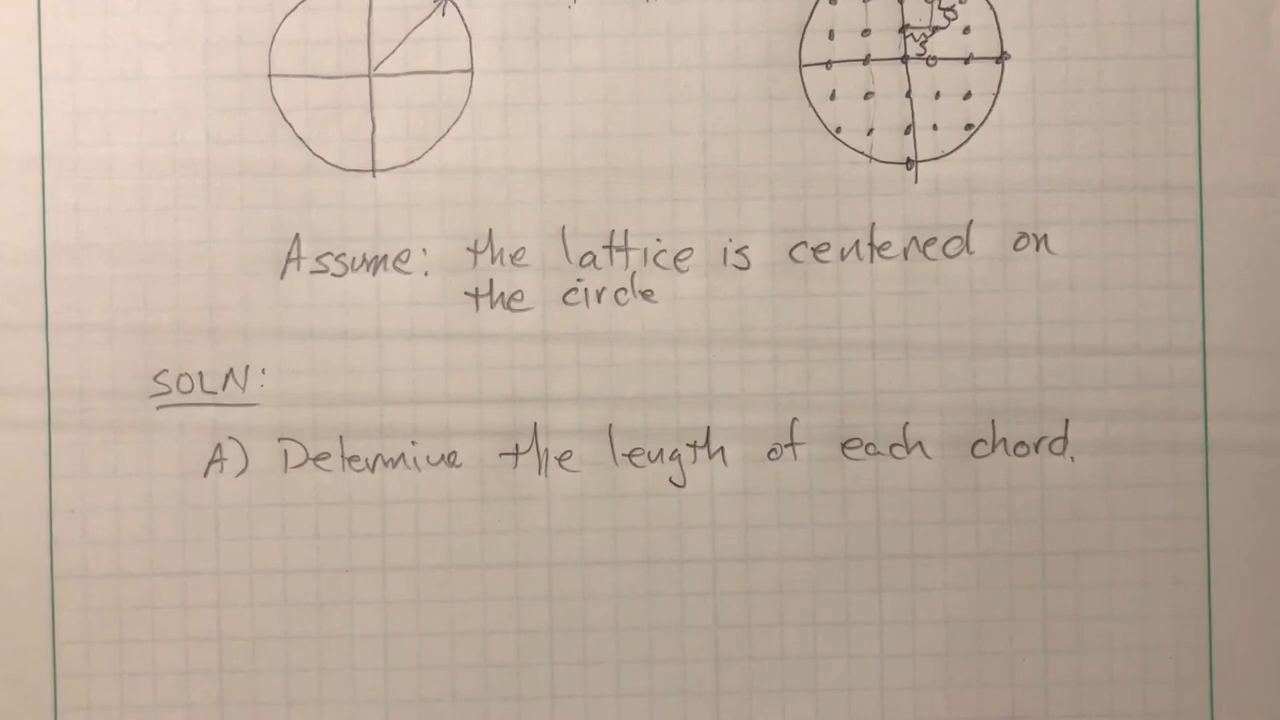 Assume: the lattice is centered on
the circle
SOLN:
A) Determine the length of each chord.